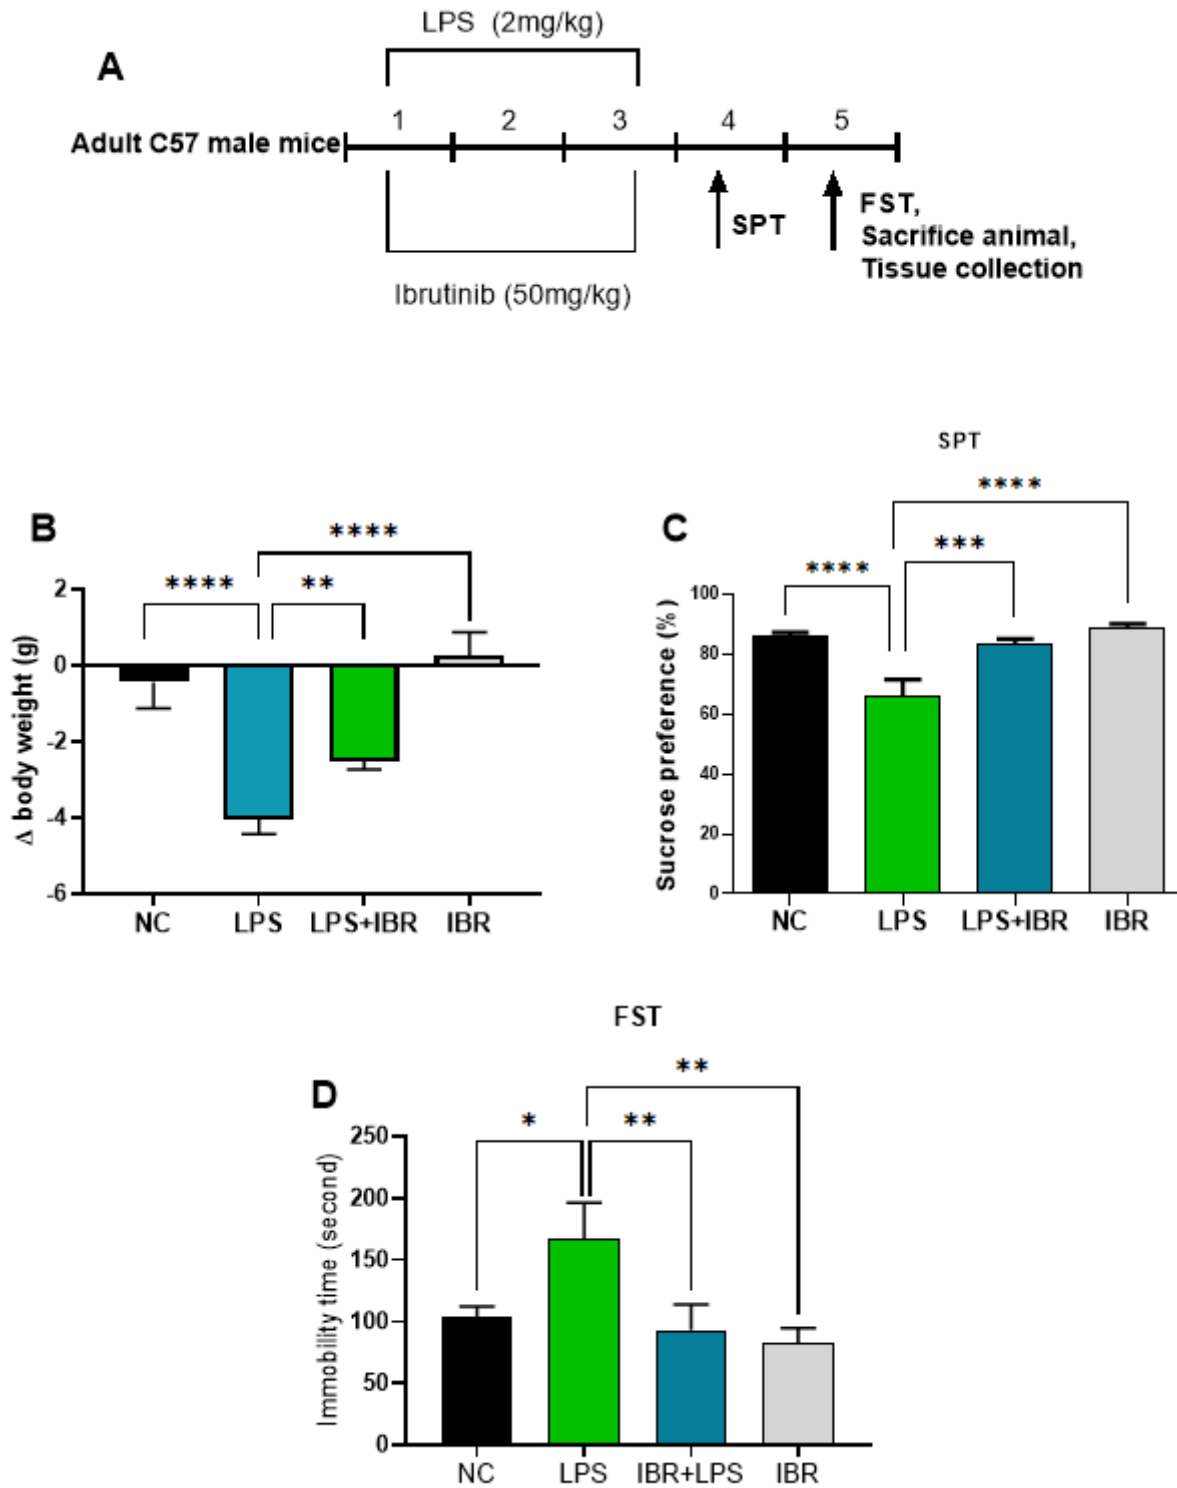 LPS (2mg/kg)
A
1 2 3 4 5
Adult C57 male mice
SPT
FST,
Sacrifice animal,
Tissue collection
Ibrutinib (50mg/kg)
B
****
**** **
Δ body weight (g)
2
0
-2
-4
-6
NC LPS LPS+IBR IBR
SPT
C
****
***
****
Sucrose preference (%)
100
80
60
40
20
0
NC LPS LPS+IBR IBR
FST
D
**
* **
Immobility time (second)
250
200
150
100
50
0
NC LPS IBR+LPS IBR